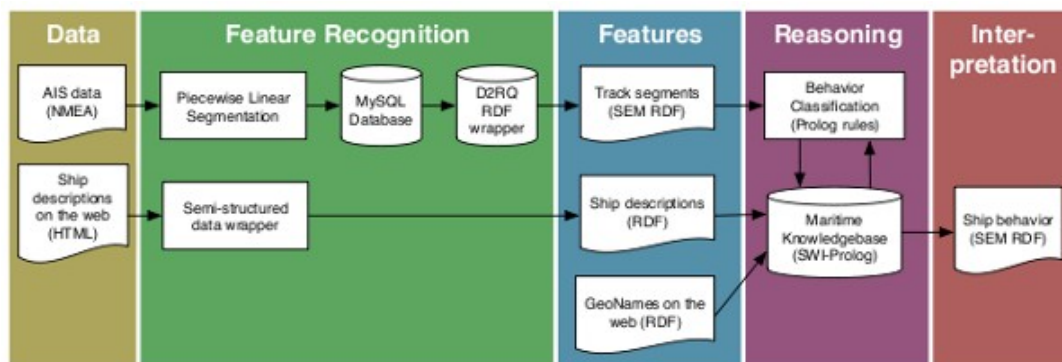 Data
Feature Recognition
Features
Reasoning
Inter-
pretation
AIS data
(NMEA)
Piecewise Linear
Segmentation
MySQL
Database
D2RQ
RDF
wrapper
Track segments
(SEM RDF)
Behavior
Classification
(Prolog rules)
Ship
descriptions
on the web
(HTML)
Semi-structured
data wrapper
Ship descriptions
(RDF)
Maritime
Knowledgebase
(SWI-Prolog)
Ship behavior
(SEM RDF)
GeoNames on the
web (RDF)